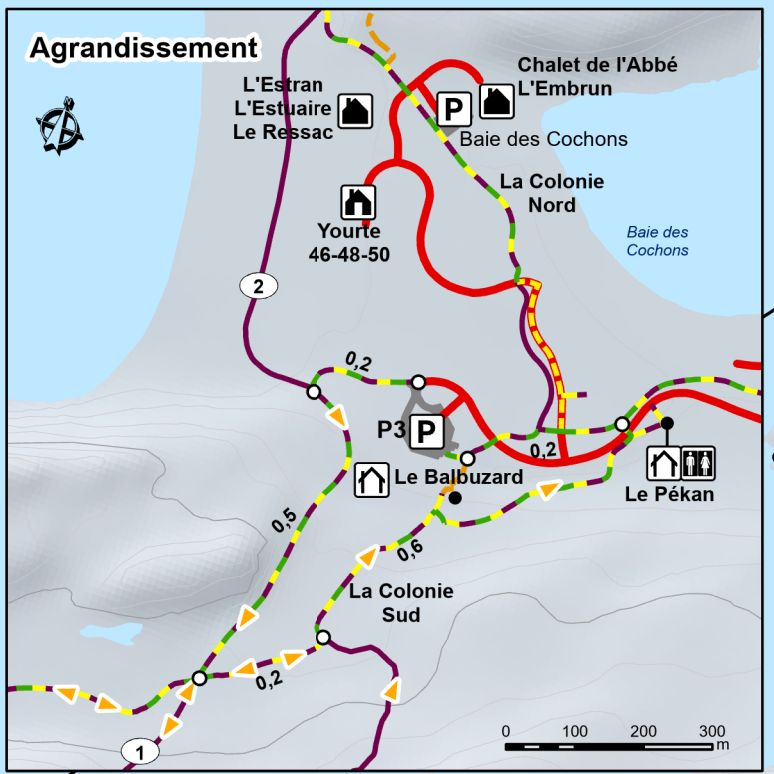 Agrandissement
Chalet de l'Abbé
L'Embrun
L'Estran
L'Estuaire
Le Ressac
P
Baie des Cochons
La Colonie
Nord
Yourte
46-48-50
Baie des
Cochons
2
0,2
P3
P
0,2
Le Balbuzard
Le Pékan
0,5
0,6
La Colonie
Sud
0,2
1
0 100 200 300
m